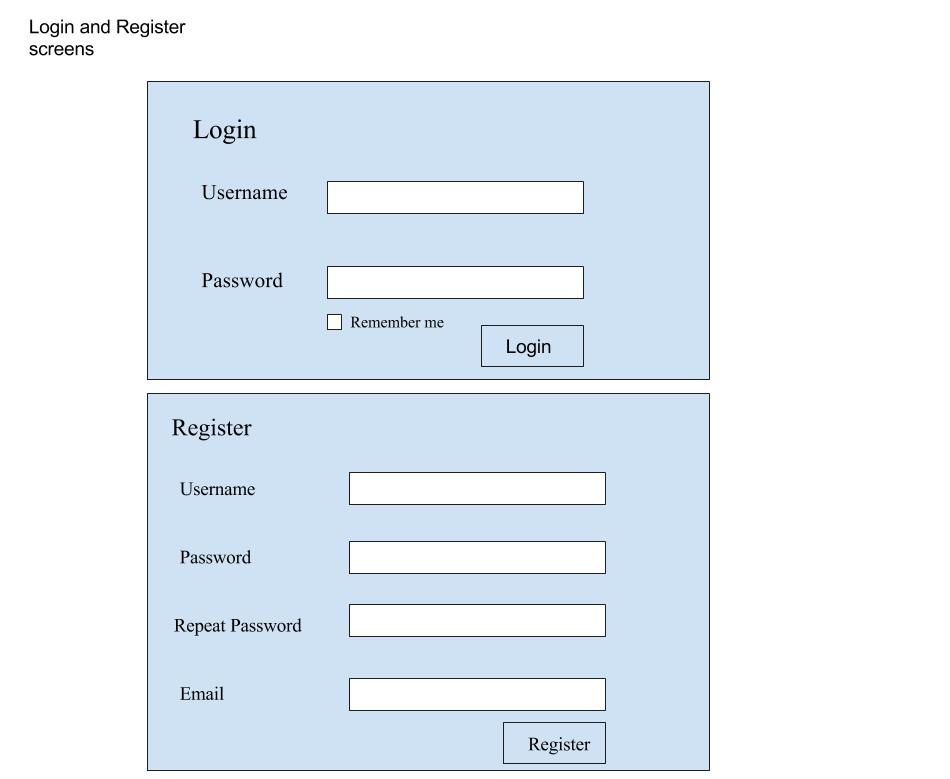 Login and Register
screens
Login
Username
Password
Remember me
Login
Register
Username
Password
Repeat Password
Email
Register